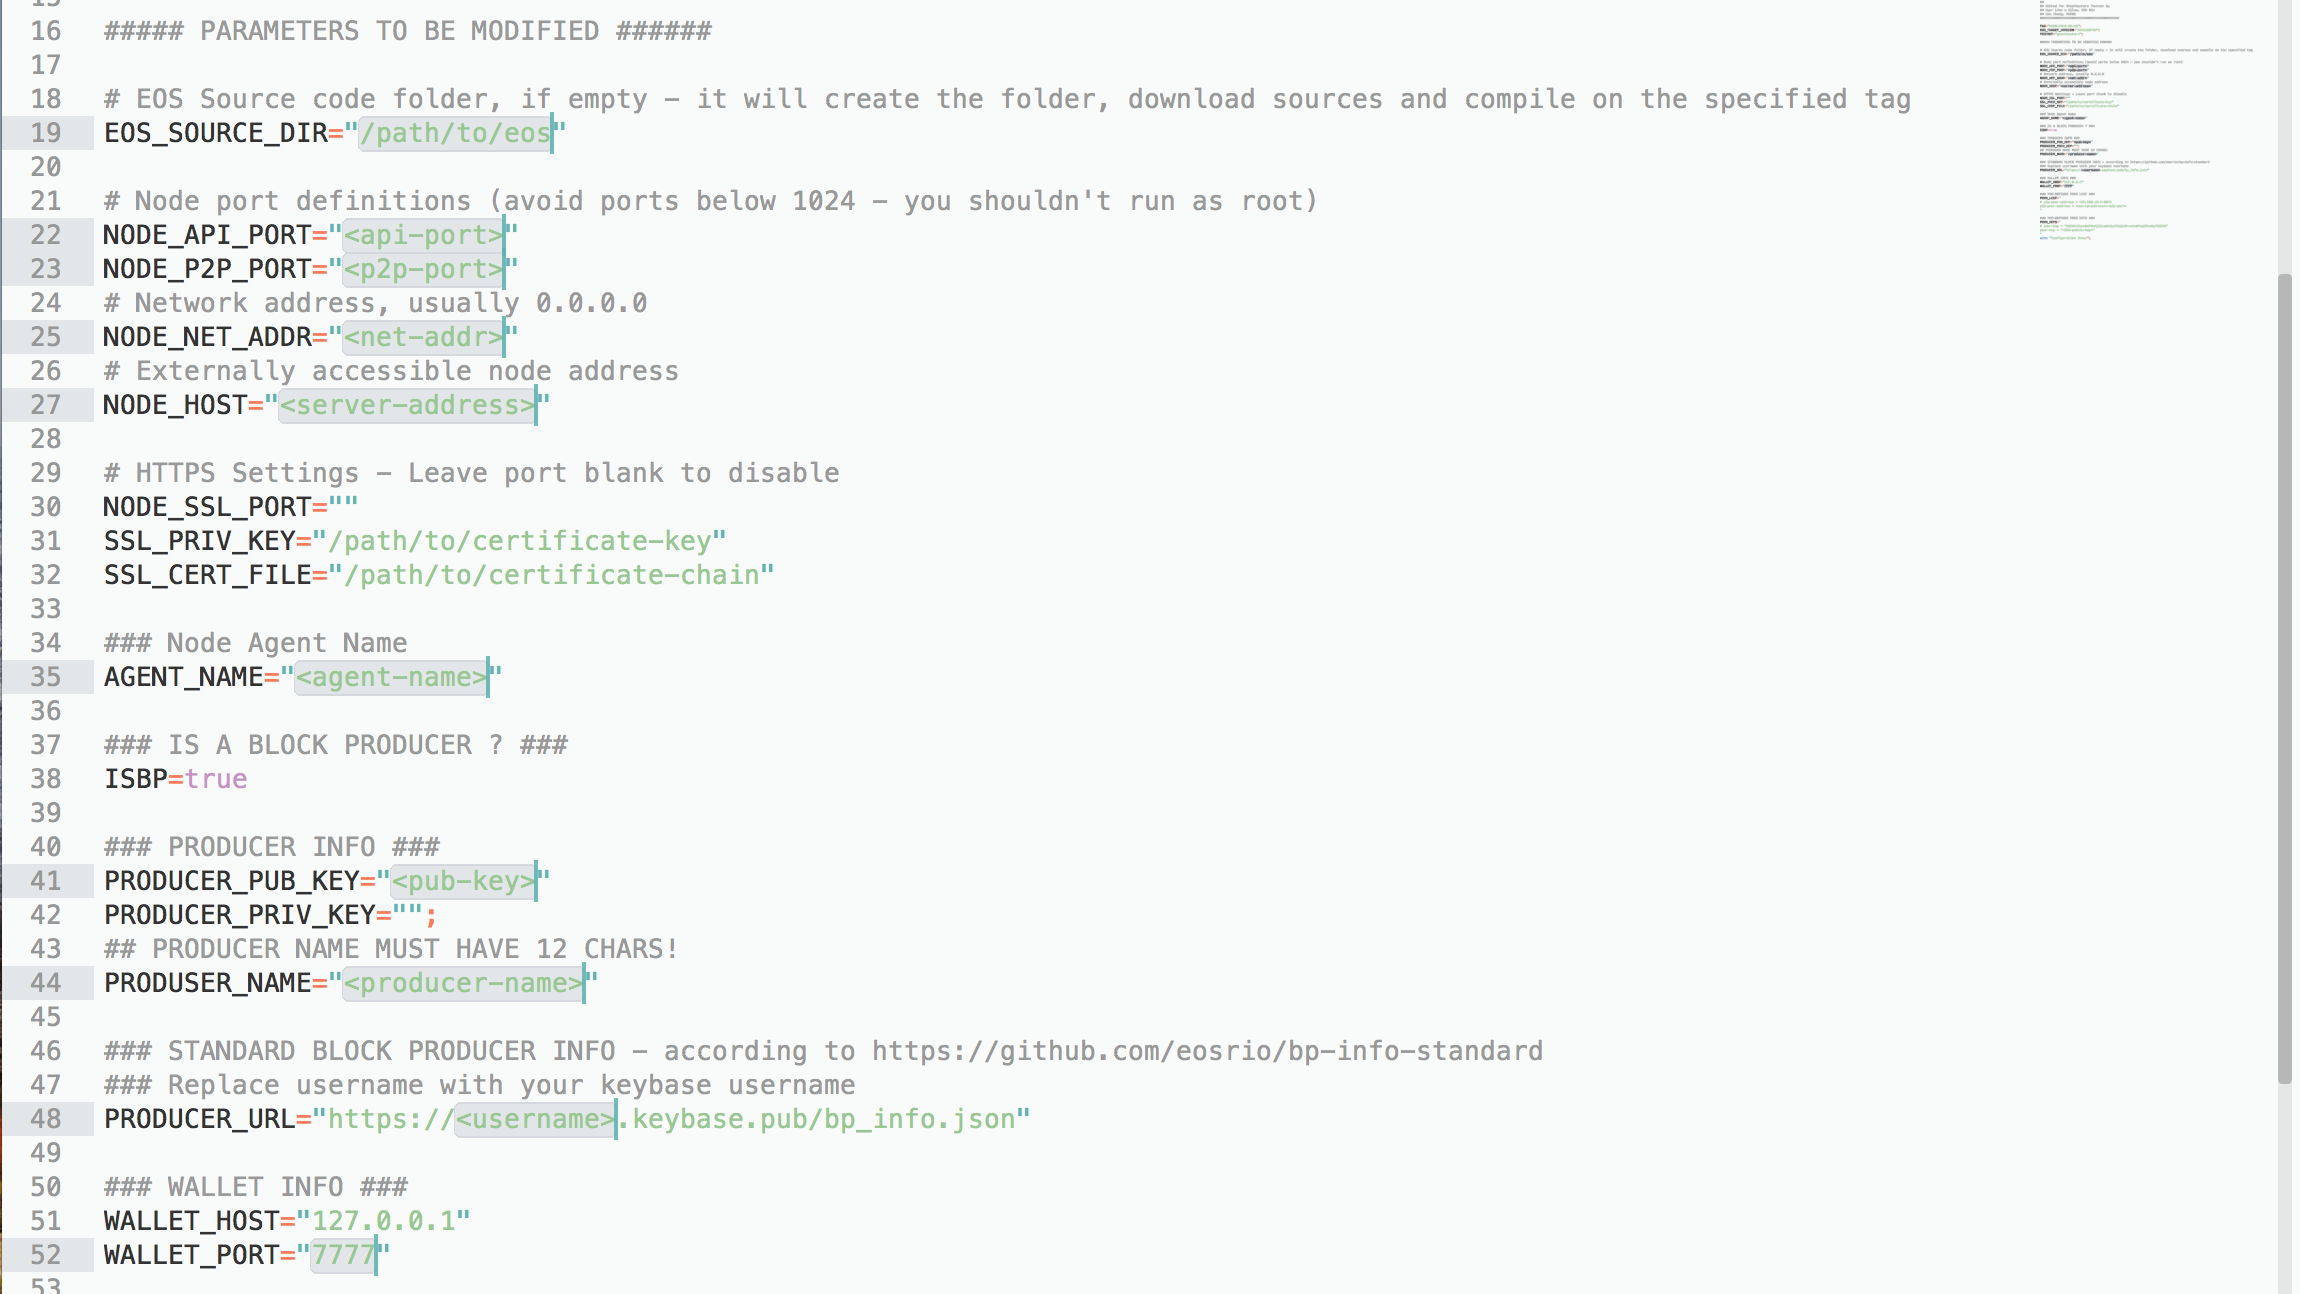 16 ##### PARAMETERS TO BE MODIFIED ######
17
18 # EOS Source code folder, if empty – it will create the folder, download sources and compile on the specified tag
19 EOS_SOURCE_DIR="/path/to/eos"
20
21 # Node port definitions (avoid ports below 1024 – you shouldn't run as root)
22 NODE_API_PORT="<api-port>"
23 NODE_P2P_PORT="<p2p-port>"
24 # Network address, usually 0.0.0.0
25 NODE_NET_ADDR="<net-addr>"
26 # Externally accessible node address
27 NODE_HOST="<server-address>"
28
29 # HTTPS Settings – Leave port blank to disable
30 NODE_SSL_PORT=""
31 SSL_PRIV_KEY="/path/to/certificate-key"
32 SSL_CERT_FILE="/path/to/certificate-chain"
33
34 ### Node Agent Name
35 AGENT_NAME="<agent-name>"
36
37 ### IS A BLOCK PRODUCER ? ###
38 ISBP=true
39
40 ### PRODUCER INFO ###
41 PRODUCER_PUB_KEY="<pub-key>"
42 PRODUCER_PRIV_KEY="";
43 ## PRODUCER NAME MUST HAVE 12 CHARS!
44 PRODUSER_NAME="<producer-name>"
45
46 ### STANDARD BLOCK PRODUCER INFO – according to https://github.com/eosrio/bp-info-standard
47 ### Replace username with your keybase username
48 PRODUCER_URL="https://<username>.keybase.pub/bp_info.json"
49
50 ### WALLET INFO ###
51 WALLET_HOST="127.0.0.1"
52 WALLET_PORT="7777"
53